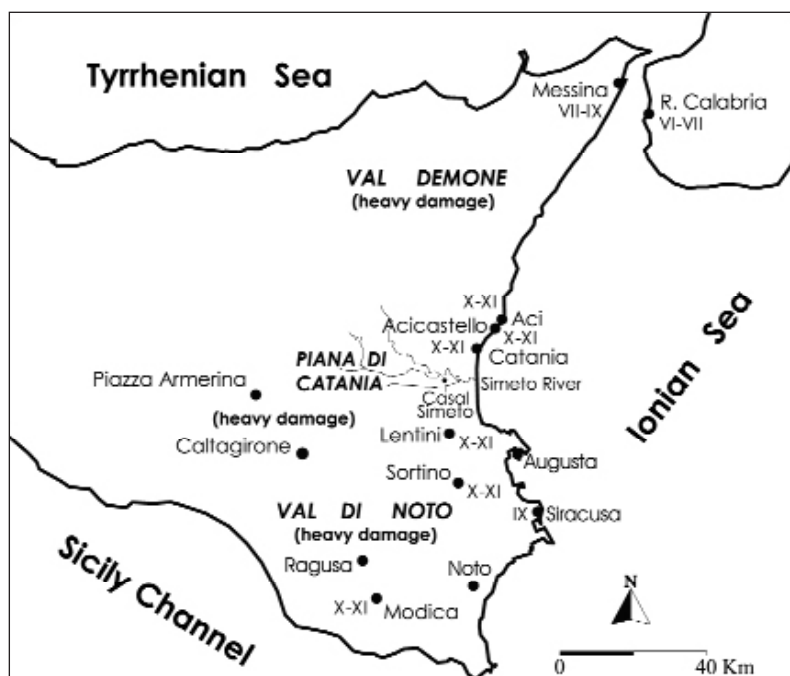 Tyrrhenian Sea
Messina
VII-IX
R. Calabria
VI-VII
VAL DEMONE
(heavy damage)
X-XI
Aci
Acicastello
X-XI
X-XI
Catania
PIANA DI
CATANIA
Simeto River
Casal
Simeto
Piazza Armerina
(heavy damage)
Ionian Sea
Lentini
X-XI
Caltagirone
Augusta
Sortino
X-XI
VAL DI NOTO
(heavy damage)
IX
Siracusa
Sicily Channel
Ragusa
Noto
X-XI
Modica
N
0
40 Km